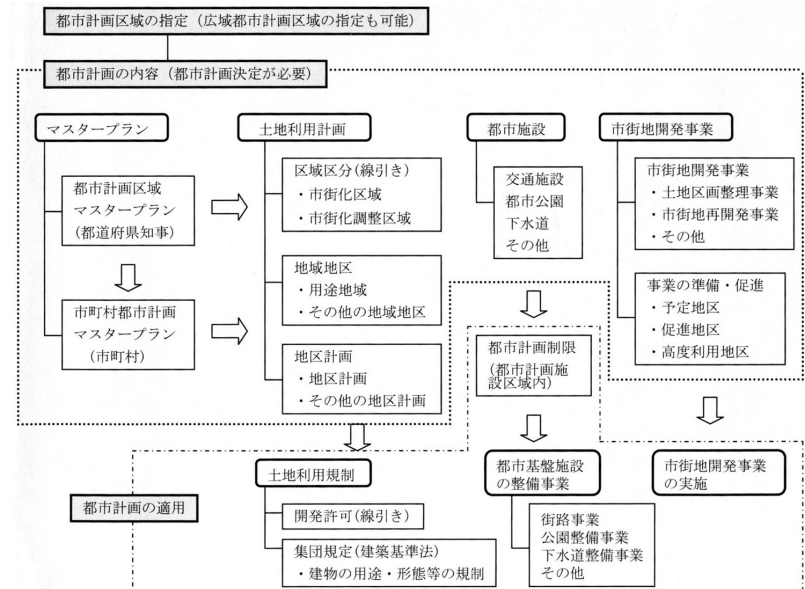 都市計画区域の指定（広域都市計画区域の指定も可能）
都市計画の内容（都市計画決定が必要）
マスタープラン
都市計画区域
マスタープラン
(都道府県知事)
市町村都市計画
マスタープラン
(市町村)
土地利用計画
区域区分(線引き)
・市街化区域
・市街化調整区域
地域地区
・用途地域
・その他の地域地区
地区計画
・地区計画
・その他の地区計画
都市施設
交通施設
都市公園
下水道
その他
市街地開発事業
市街地開発事業
・土地区画整理事業
・市街地再開発事業
・その他
事業の準備・促進
・予定地区
・促進地区
・高度利用地区
都市計画制限
(都市計画施
設区域内)
都市計画の適用
土地利用規制
開発許可(線引き)
集団規定(建築基準法)
・建物の用途・形態等の規制
都市基盤施設
の整備事業
街路事業
公園整備事業
下水道整備事業
その他
市街地開発事業
の実施